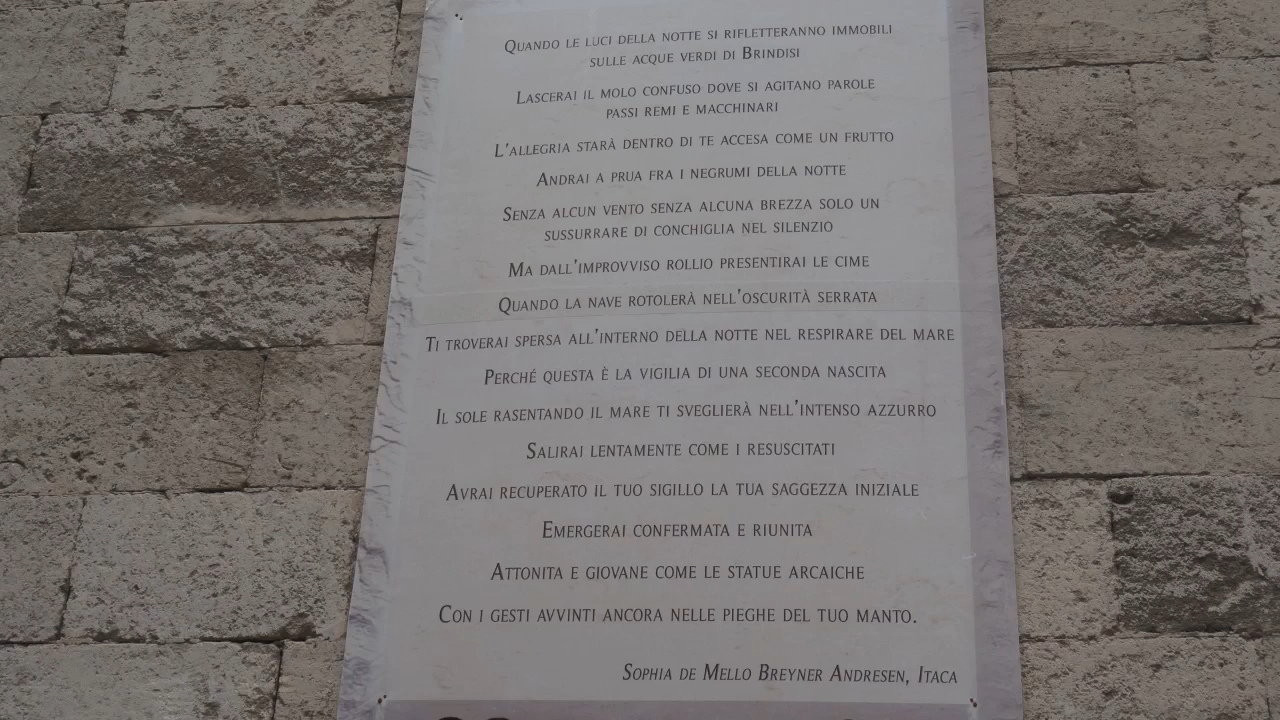 Quando le luci della notte si rifletteranno immobili
sulle acque verdi di Brindisi
Lascerai il molo confuso dove si agitano parole
passi remi e macchinari
L'allegria starà dentro di te accesa come un frutto
Andrai a prua fra i negrumi della notte
Senza alcun vento senza alcuna brezza solo un
sussurrare di conchiglia nel silenzio
Ma dall'improvviso rollio presentirai le cime
Quando la nave rotolerà nell'oscurità serrata
Ti troverai spersa all'interno della notte nel respirare del mare
Perché questa è la vigilia di una seconda nascita
Il sole rasentando il mare ti sveglierà nell'intenso azzurro
Salirai lentamente come i resuscitati
Avrai recuperato il tuo sigillo la tua saggezza iniziale
Emergerai confermata e riunita
Attonita e giovane come le statue arcaiche
Con i gesti avvinti ancora nelle pieghe del tuo manto.
Sophia de Mello Breyner Andresen, Itaca